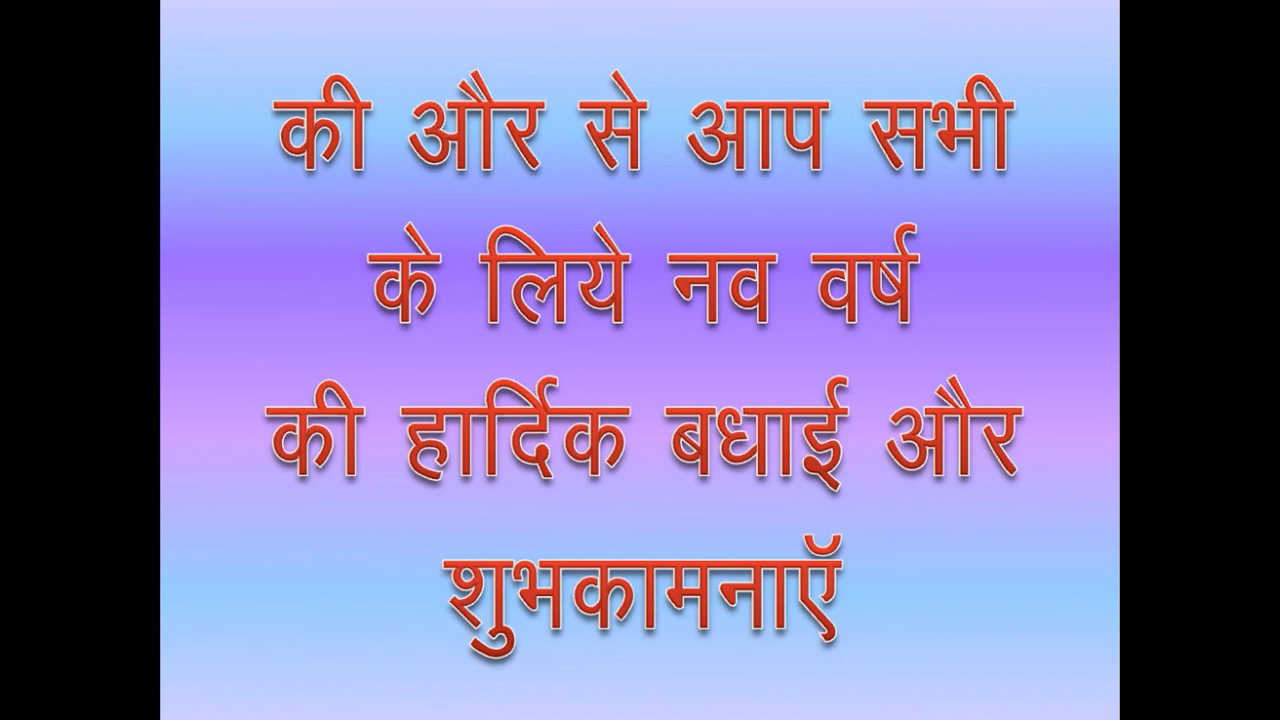 की और से आप सभी
के लिये नव वर्ष
की हार्दिक बधाई और
शुभकामनाऍ